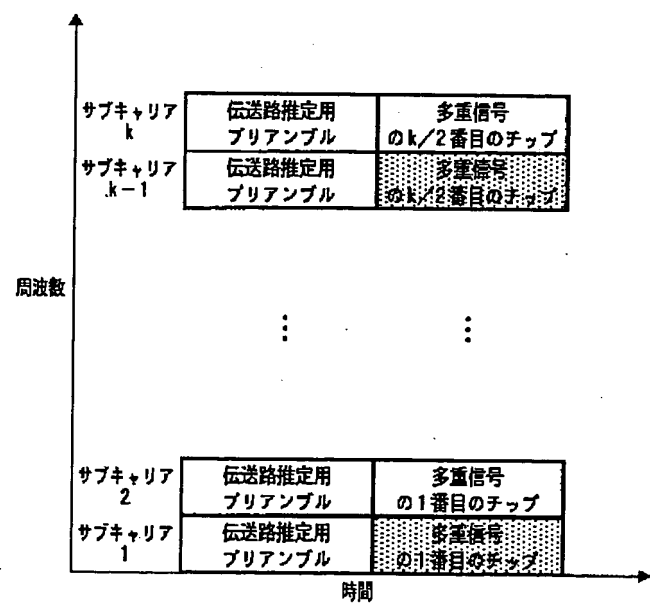 サブキャリア
k
伝送路推定用
プリアンブル
多重信号
のk/2番目のチップ
サブキャリア
.k-1
伝送路推定用
プリアンブル
多重信号
のk/2番目のチップ
周波数
サブキャリア
2
伝送路推定用
プリアンブル
多重信号
の1番目のチップ
サブキャリア
1
伝送路推定用
プリアンブル
多重信号
の1番目のチップ
時間